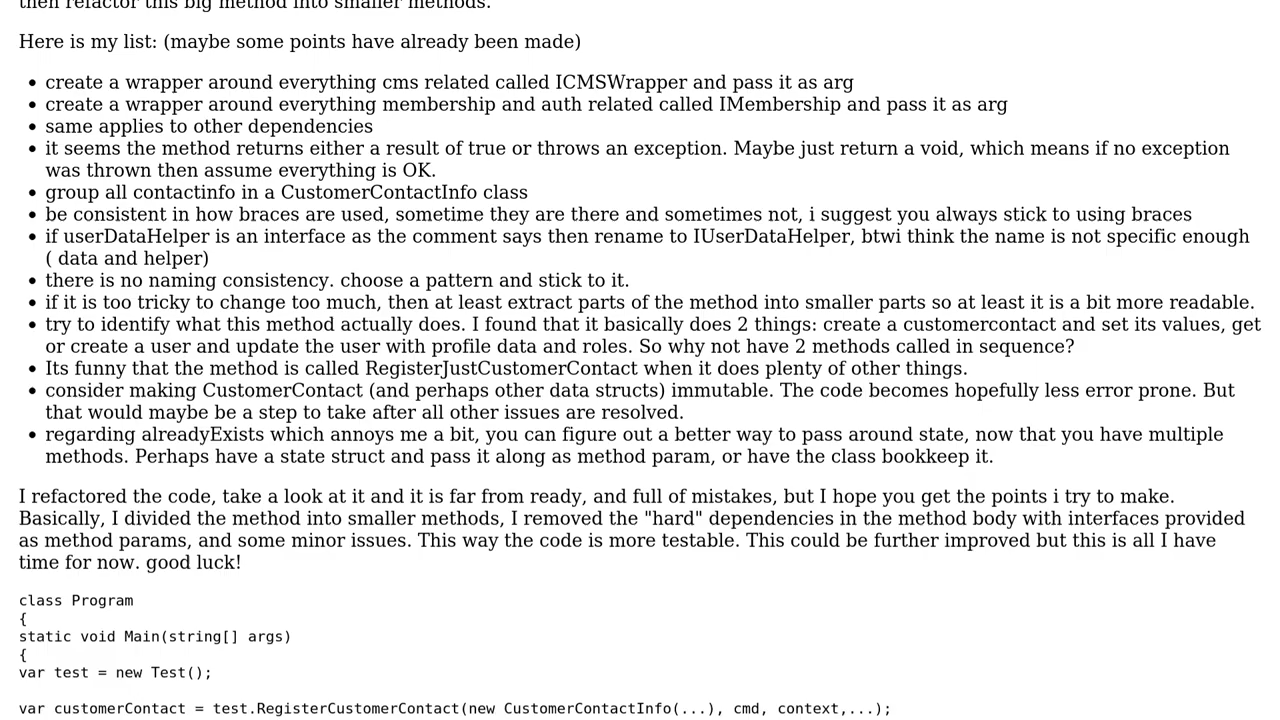 then refactor this big method into smaller methods.
Here is my list: (maybe some points have already been made)
• create a wrapper around everything cms related called ICMSWrapper and pass it as arg
• create a wrapper around everything membership and auth related called IMembership and pass it as arg
• same applies to other dependencies
• it seems the method returns either a result of true or throws an exception. Maybe just return a void, which means if no exception
was thrown then assume everything is OK.
• group all contactinfo in a CustomerContactInfo class
• be consistent in how braces are used, sometime they are there and sometimes not, i suggest you always stick to using braces
• if userDataHelper is an interface as the comment says then rename to IUserDataHelper, btwi think the name is not specific enough
( data and helper)
• there is no naming consistency. choose a pattern and stick to it.
• if it is too tricky to change too much, then at least extract parts of the method into smaller parts so at least it is a bit more readable.
• try to identify what this method actually does. I found that it basically does 2 things: create a customercontact and set its values, get
or create a user and update the user with profile data and roles. So why not have 2 methods called in sequence?
• Its funny that the method is called RegisterJustCustomerContact when it does plenty of other things.
• consider making CustomerContact (and perhaps other data structs) immutable. The code becomes hopefully less error prone. But
that would maybe be a step to take after all other issues are resolved.
• regarding alreadyExists which annoys me a bit, you can figure out a better way to pass around state, now that you have multiple
methods. Perhaps have a state struct and pass it along as method param, or have the class bookkeep it.
I refactored the code, take a look at it and it is far from ready, and full of mistakes, but I hope you get the points i try to make.
Basically, I divided the method into smaller methods, I removed the "hard" dependencies in the method body with interfaces provided
as method params, and some minor issues. This way the code is more testable. This could be further improved but this is all I have
time for now. good luck!
class Program
{
static void Main(string[] args)
{
var test = new Test();
var customerContact = test.RegisterCustomerContact(new CustomerContactInfo(...), cmd, context,...);